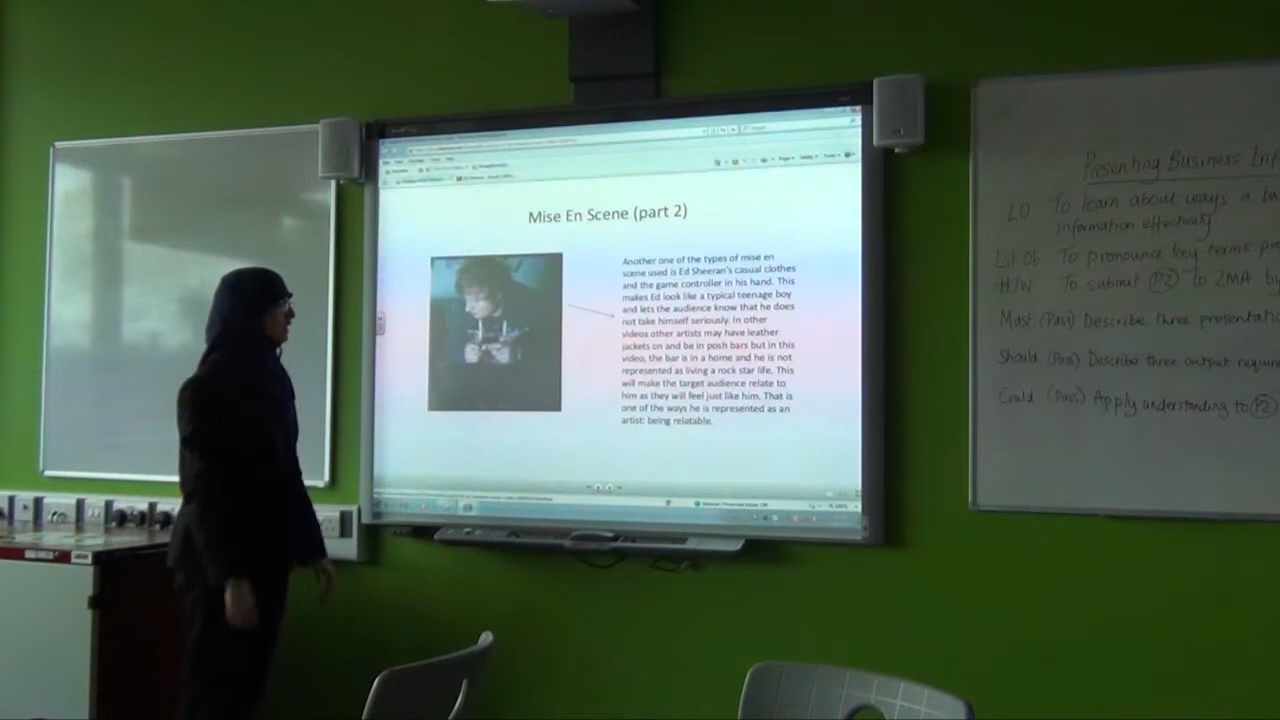 Mise En Scene (part 2)
Another one of the types of mise en
scene used is Ed Sheeran's casual clothes
and the game controller in his hand. This
makes Ed look like a typical teenage boy
and lets the audience know that he does
not take himself seriously. In other
videos other artists may have leather
jackets on and be in posh bars but in this
video, the bar is in a home and he is not
represented as living a rock star life. This
will make the target audience relate to
him as they will feel just like him. That is
one of the ways he is represented as an
artist: being relatable.
Presenting Business Inf
LO To learn about ways a
information effectively
Lit Ob To pronounce key terms
H/W To submit P2 to ZMA by
Must (Pass) Describe three presentatio
Should (Pass) Describe three output require
Could (Pass) Apply understanding to P2